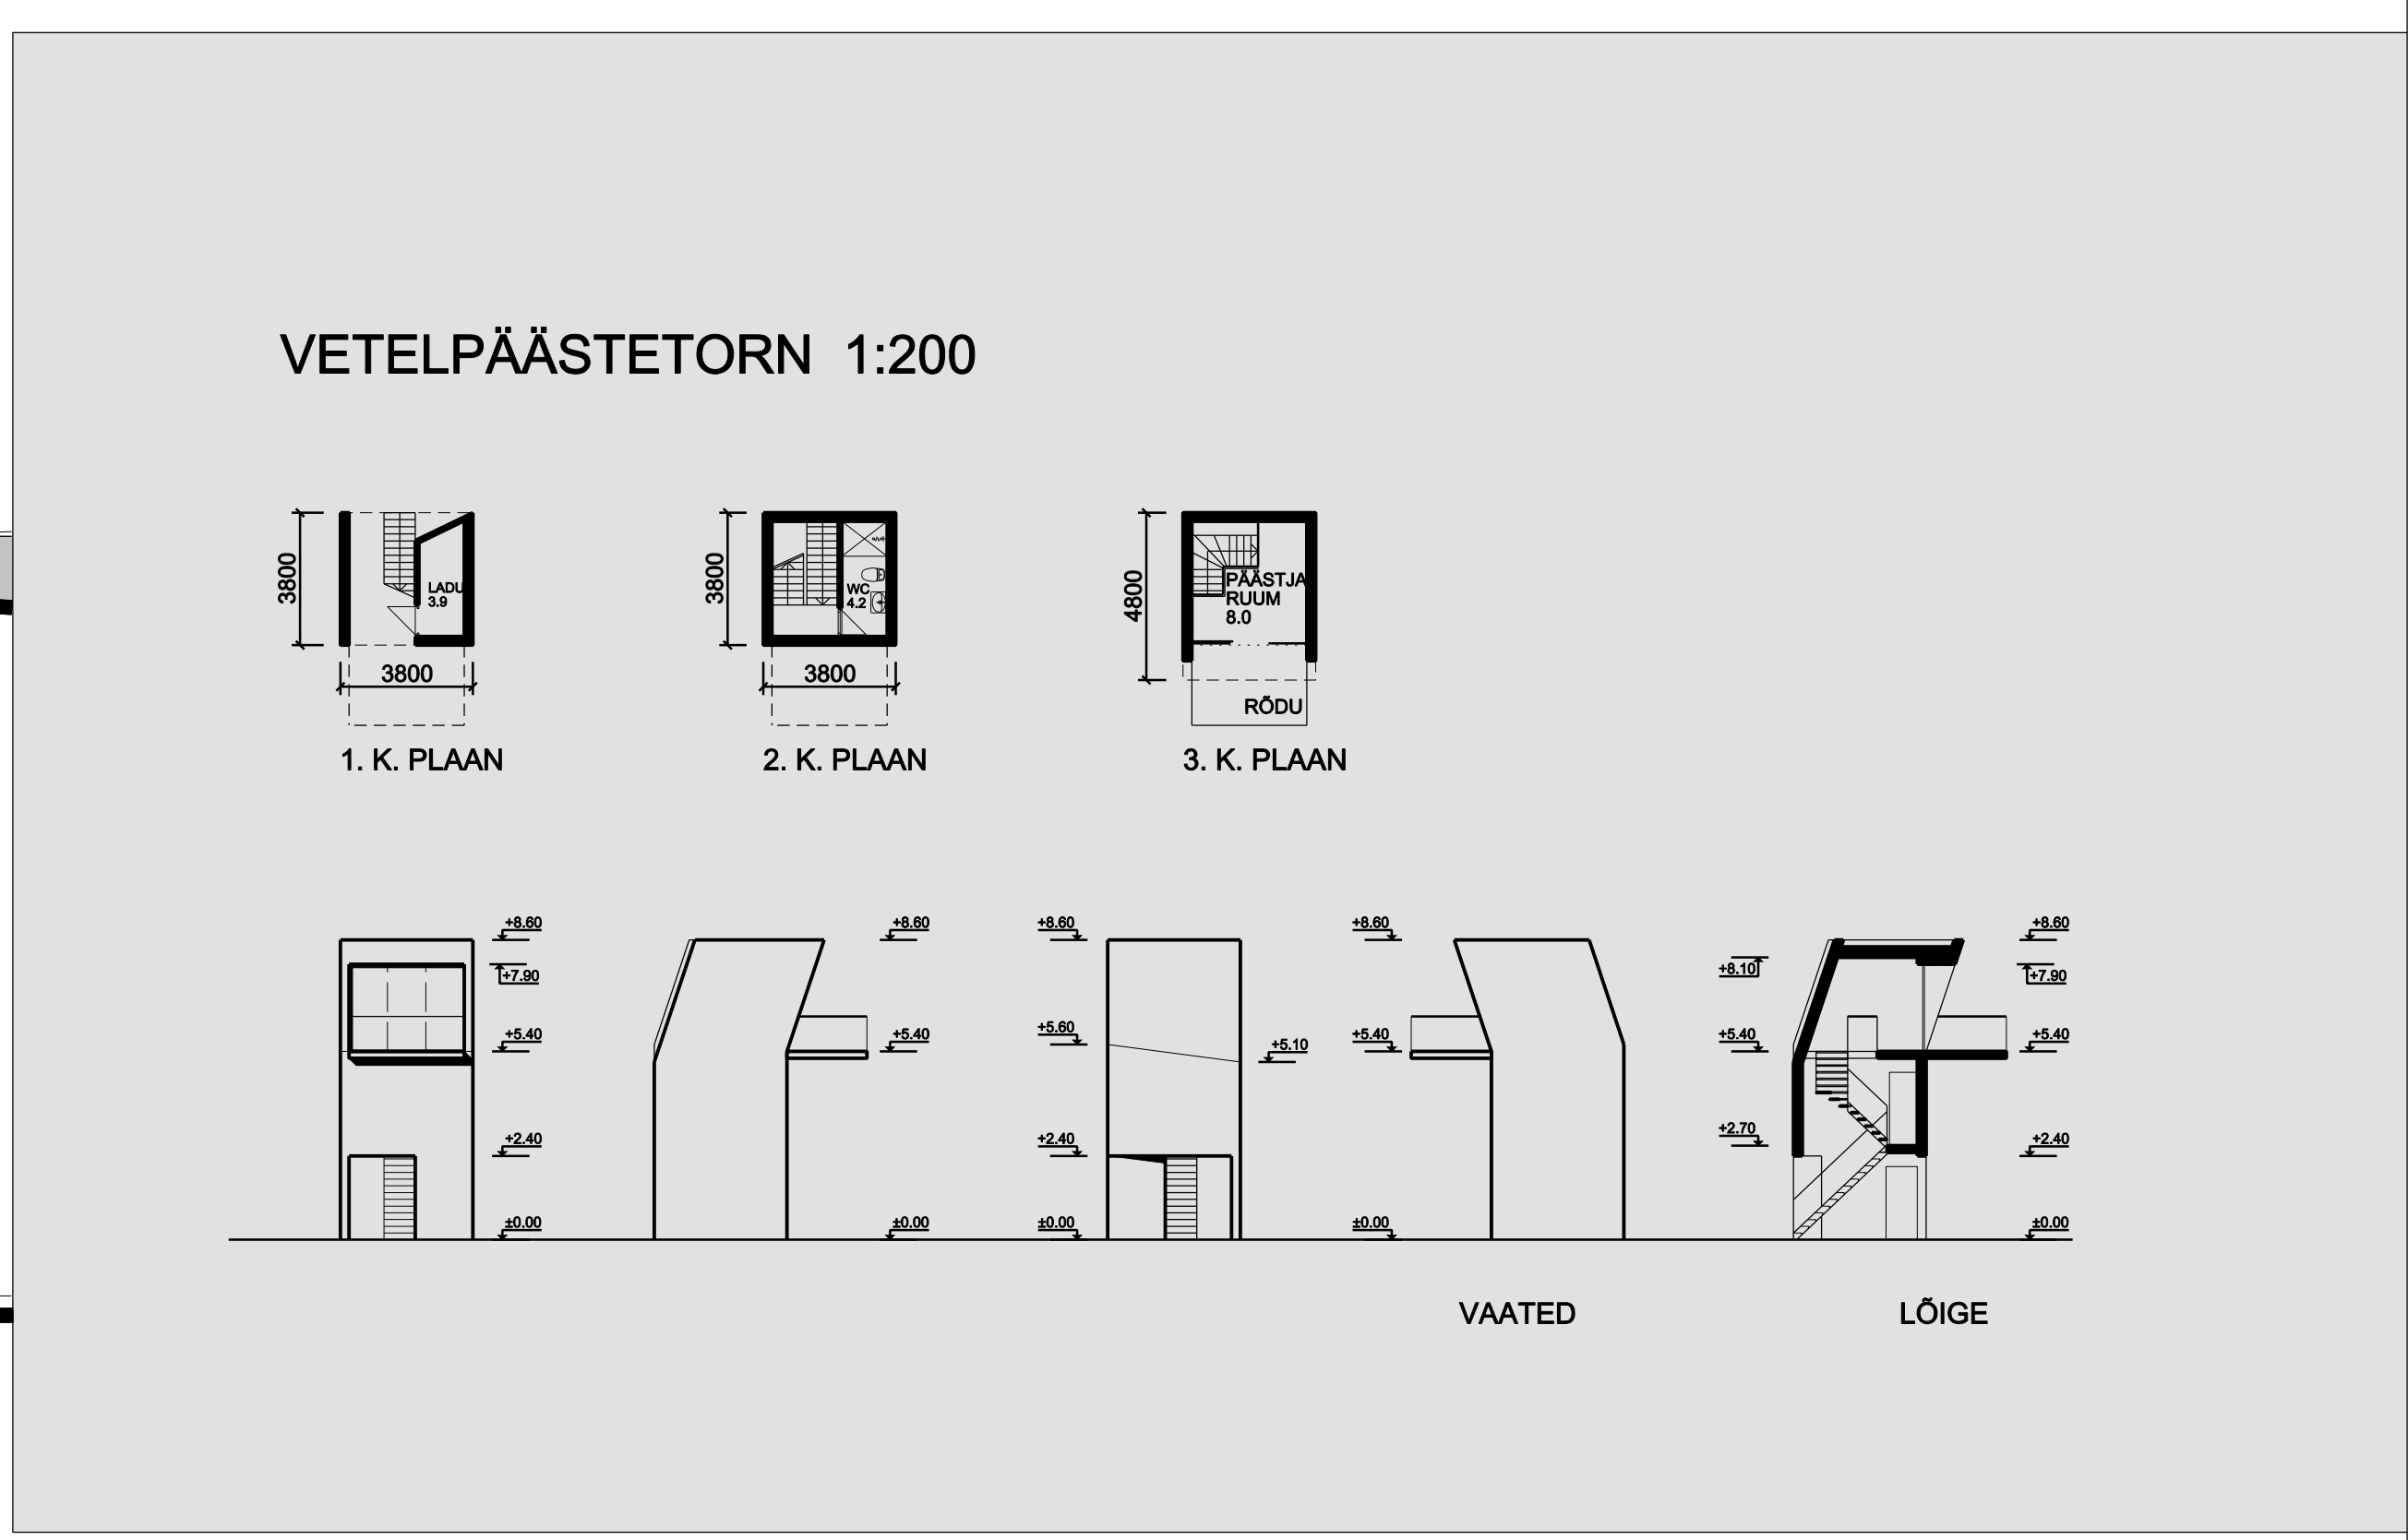 VETELPÄÄSTETORN 1:200
3800
LADU
3.9
3800
1. K. PLAAN
3800
WC
4.2
3800
2. K. PLAAN
4800
PÄÄSTJA
RUUM
8.0
RÕDU
3. K. PLAAN
+8.60
+7.90
+5.40
+2.40
±0.00
+8.60
+5.40
±0.00
+8.60
+5.60
+2.40
±0.00
+5.10
+8.60
+5.40
±0.00
+8.10
+5.40
+2.70
+8.60
+7.90
+5.40
+2.40
±0.00
VAATED
LÕIGE